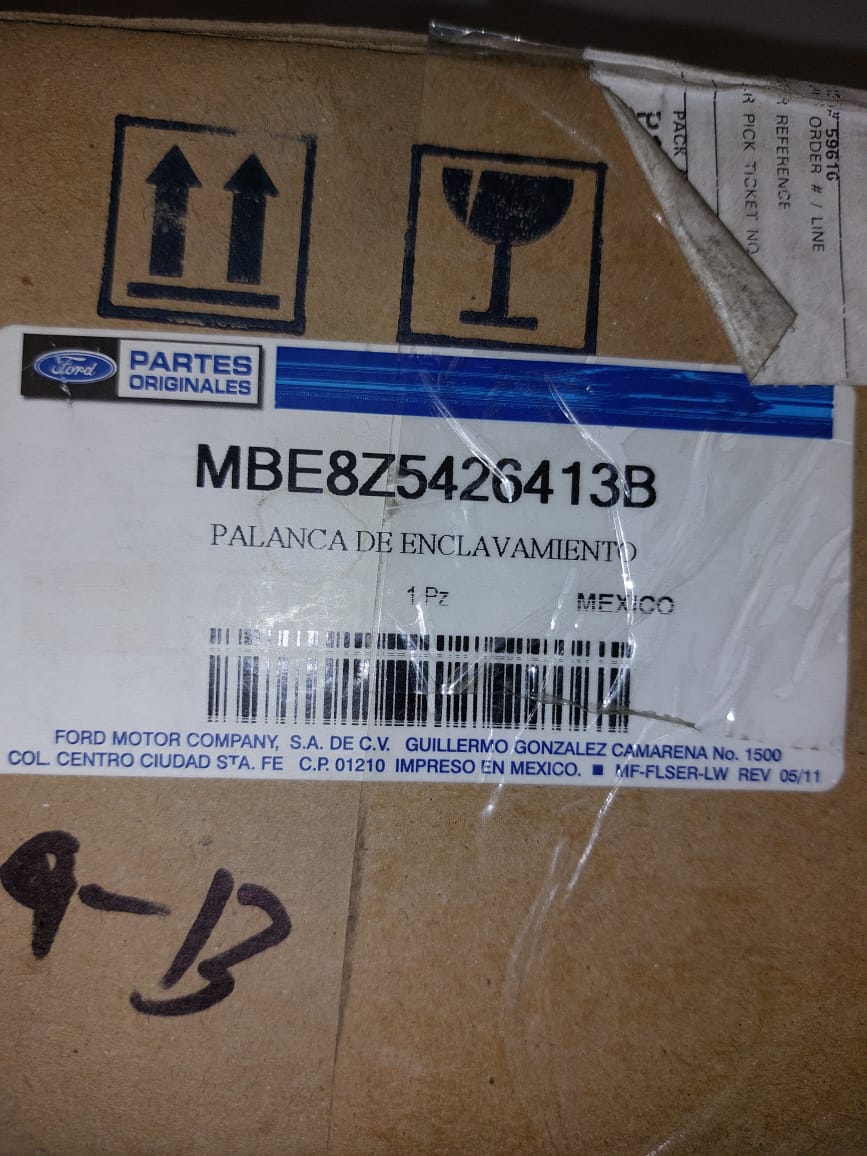 59616
ORDER # / LINE
REFERENCE
PICK TICKET NO
PACK
Ford
PARTES
ORIGINALES
MBE8Z5426413B
PALANCA DE ENCLAVAMIENTO
1 Pz MEXICO
FORD MOTOR COMPANY, S.A. DE C.V. GUILLERMO GONZALEZ CAMARENA No. 1500
COL. CENTRO CIUDAD STA. FE C.P. 01210 IMPRESO EN MEXICO. ■ MF-FLSER-LW REV 05/11
9-13